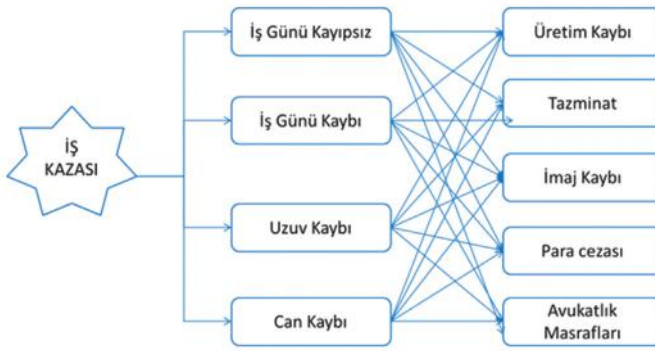 İŞ
KAZASI
İş Günü Kayıpsız
İş Günü Kaybı
Uzuv Kaybı
Can Kaybı
Üretim Kaybı
Tazminat
İmaj Kaybı
Para cezası
Avukatlık
Masrafları